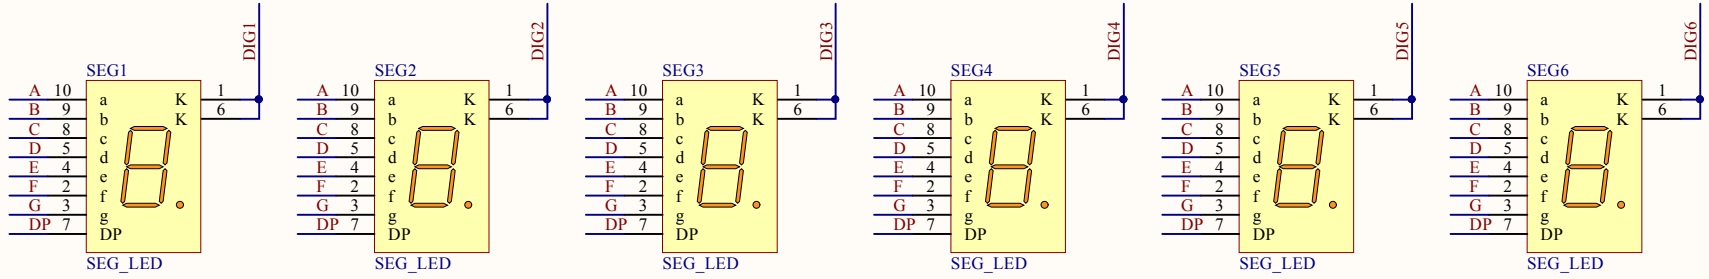 DIG1 DIG2 DIG3 DIG4 DIG5 DIG6
SEG1 SEG2 SEG3 SEG4 SEG5 SEG6
A 10 a K 1 A 10 a K 1 A 10 a K 1 A 10 a K 1 A 10 a K 1 A 10 a K 1
B 9 b K 6 B 9 b K 6 B 9 b K 6 B 9 b K 6 B 9 b K 6 B 9 b K 6
C 8 c C 8 c C 8 c C 8 c C 8 c C 8 c
D 5 d D 5 d D 5 d D 5 d D 5 d D 5 d
E 4 e E 4 e E 4 e E 4 e E 4 e E 4 e
F 2 f F 2 f F 2 f F 2 f F 2 f F 2 f
G 3 g G 3 g G 3 g G 3 g G 3 g G 3 g
DP 7 DP DP 7 DP DP 7 DP DP 7 DP DP 7 DP DP 7 DP
SEG_LED SEG_LED SEG_LED SEG_LED SEG_LED SEG_LED